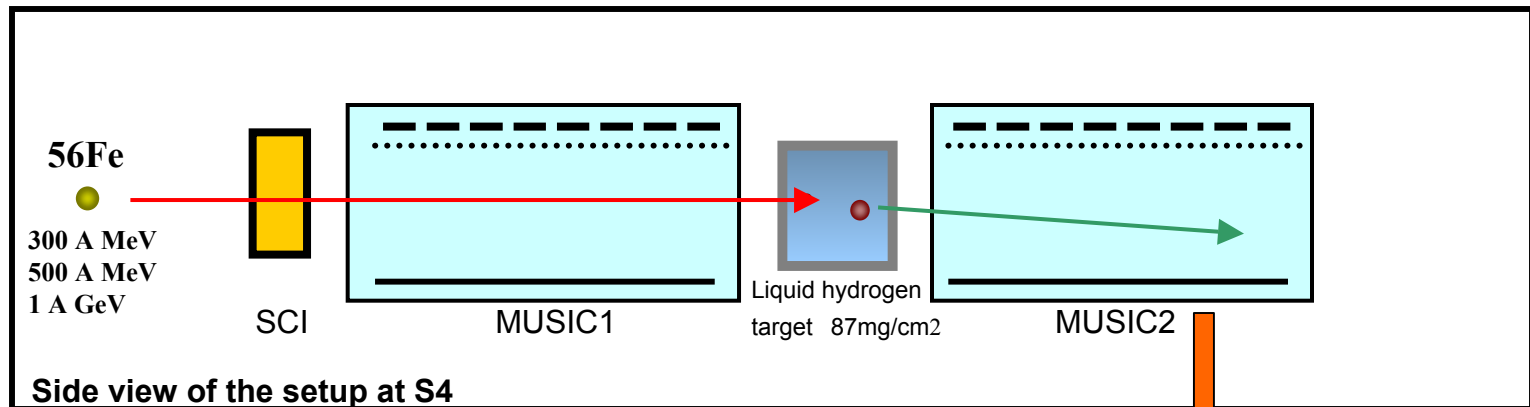 56Fe
300 A MeV
500 A MeV
1 A GeV
SCI
MUSIC1
Liquid hydrogen
target 87mg/cm2
MUSIC2
Side view of the setup at S4